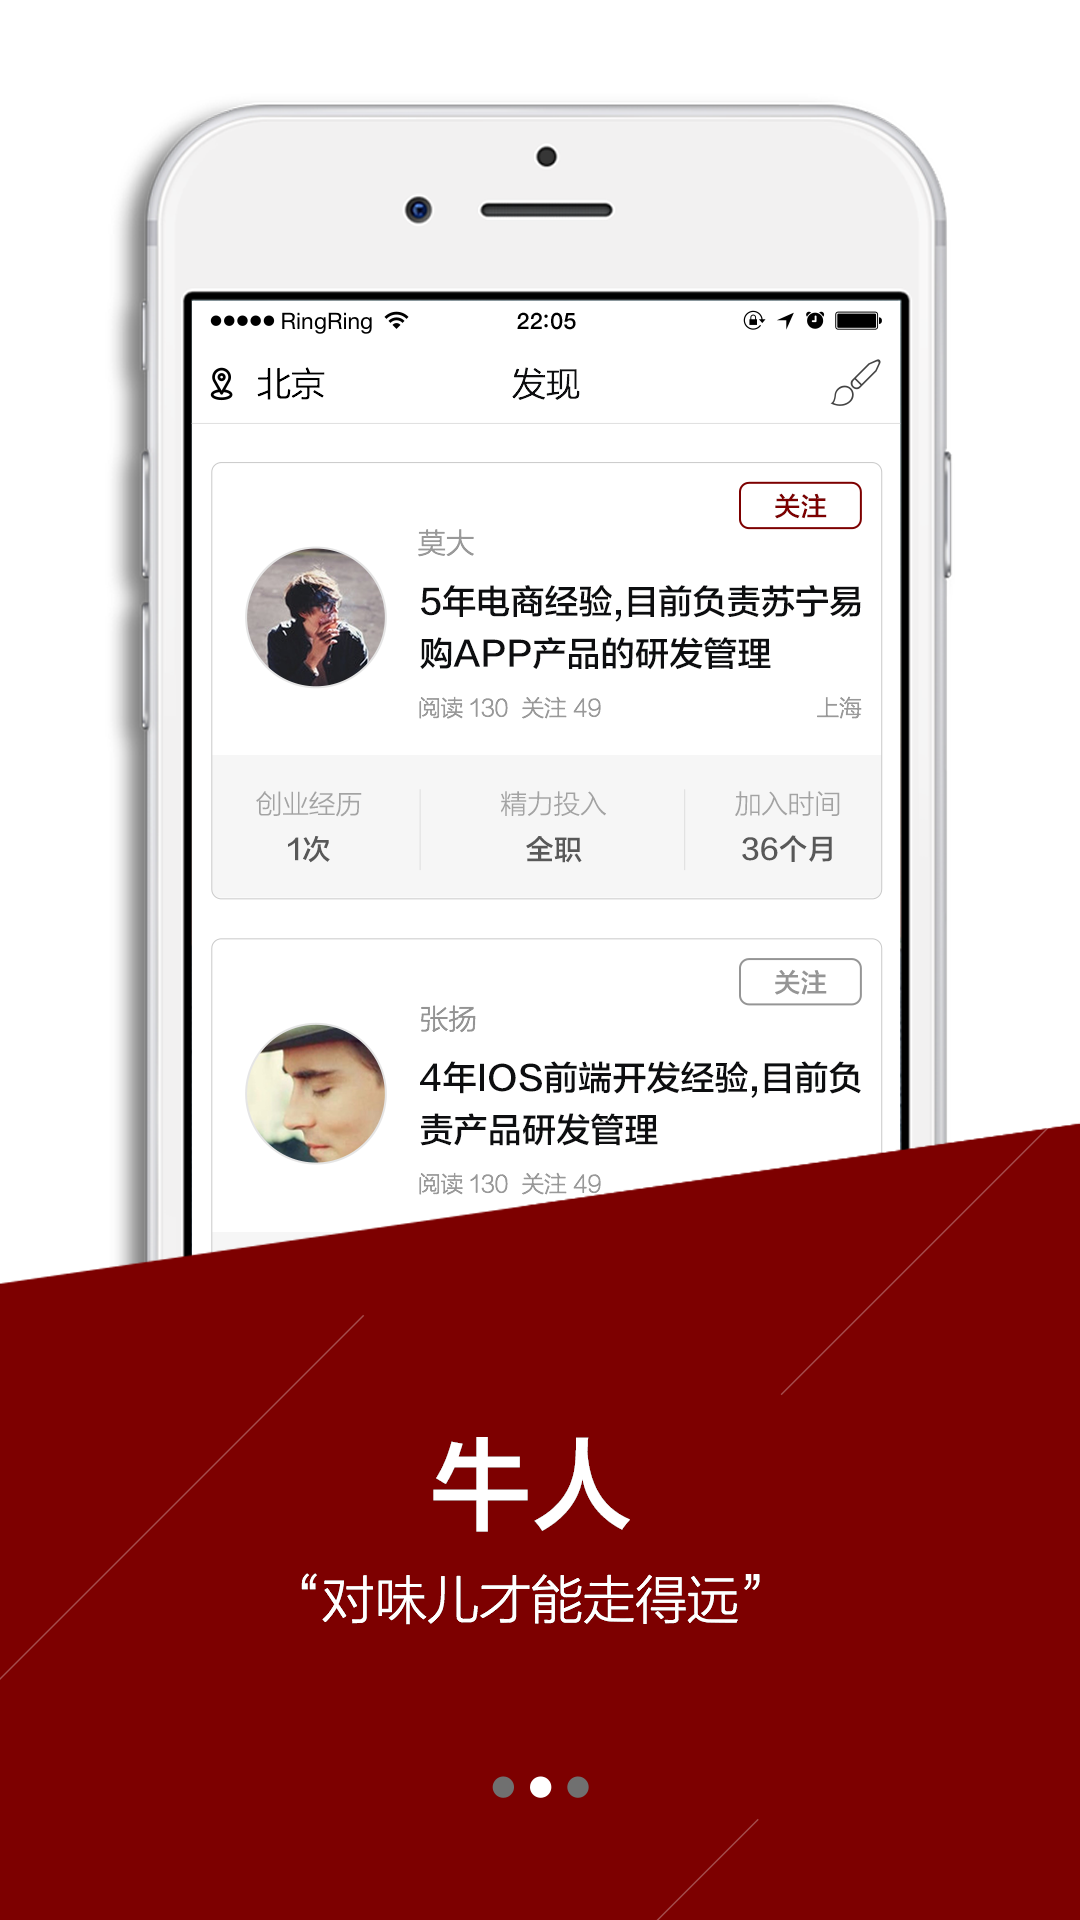 RingRing 22:05
北京 发现
关注
莫大
5年电商经验,目前负责苏宁易
购APP产品的研发管理
阅读 130 关注 49 上海
创业经历 精力投入 加入时间
1次 全职 36个月
关注
张扬
4年IOS前端开发经验,目前负
责产品研发管理
阅读 130 关注 49
牛人
“对味儿才能走得远”